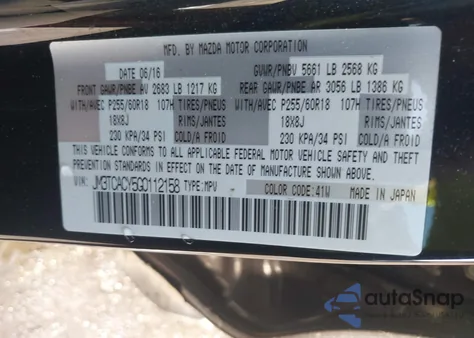 MFD. BY MAZDA MOTOR CORPORATION
DATE 06/16 GVWR/PNBV 5661 LB 2568 KG
FRONT GAWR/PNBE AV 2683 LB 1217 KG REAR GAWR/PNBE AR 3056 LB 1386 KG
WITH/AVEC P255/60R18 107H TIRES/PNEUS WITH/AVEC P255/60R18 107H TIRES/PNEUS
18X8J RIMS/JANTES 18X8J RIMS/JANTES
230 KPA/34 PSI COLD/A FROID 230 KPA/34 PSI COLD/A FROID
THIS VEHICLE CONFORMS TO ALL APPLICABLE FEDERAL MOTOR VEHICLE SAFETY AND
THEFT PREVENTION STANDARDS IN EFFECT ON THE DATE OF MANUFACTURE SHOWN ABOVE.
VIN: JM3TCACY5G0112158 TYPE: MPV COLOR CODE: 41W MADE IN JAPAN
autoSnap